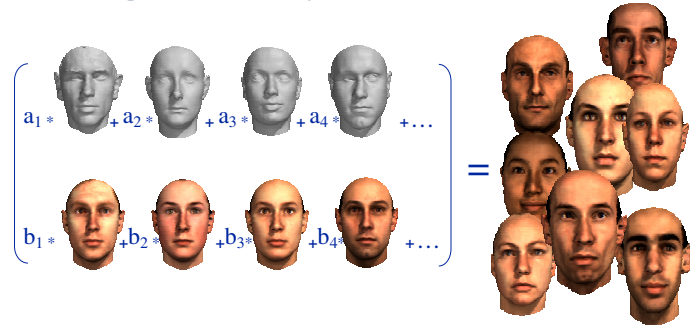 a1 * + a2 * + a3 * + a4 * +...
=
b1 * + b2 * + b3 * + b4 * +...